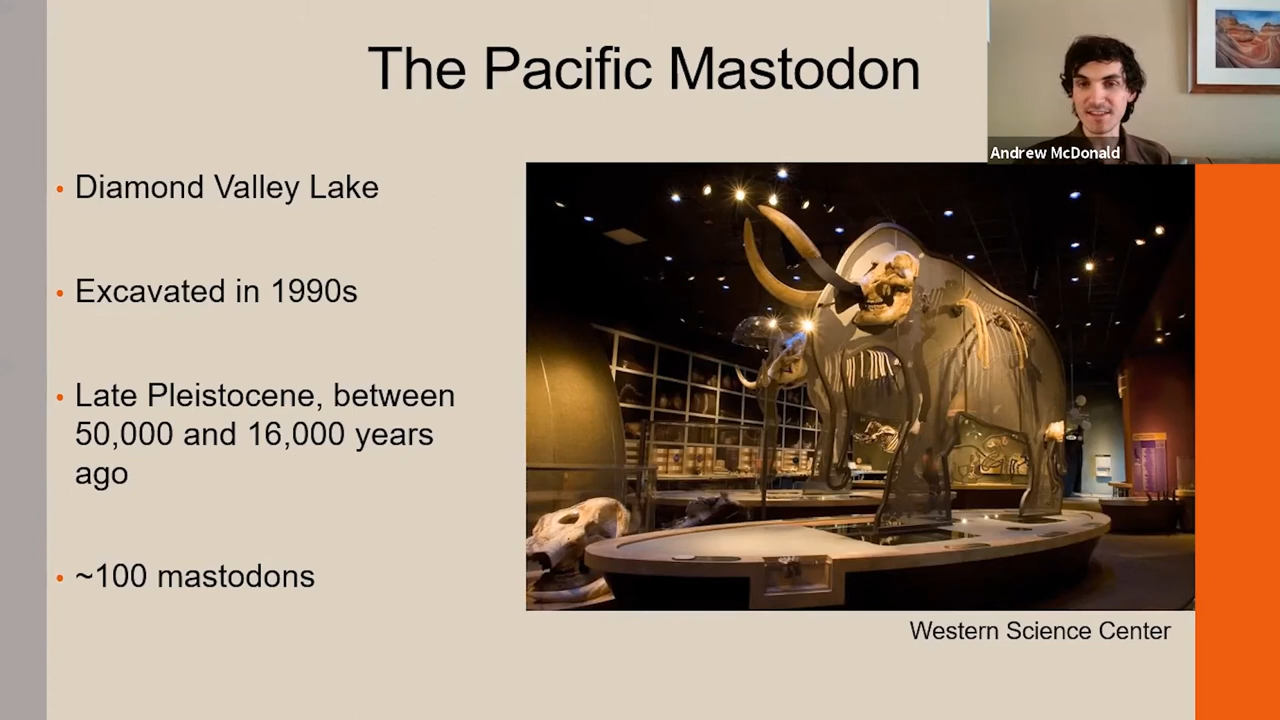 The Pacific Mastodon
Andrew McDonald
• Diamond Valley Lake
• Excavated in 1990s
• Late Pleistocene, between
50,000 and 16,000 years
ago
• ~100 mastodons
Western Science Center